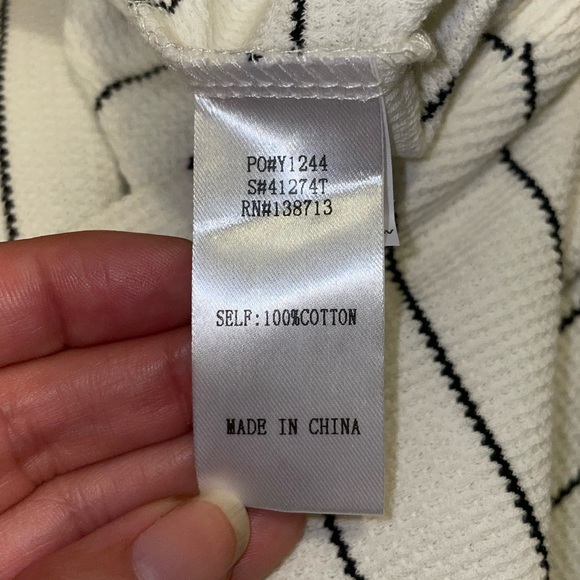 PO#Y1244
S#41274T
RN#138713
SELF:100%COTTON
MADE IN CHINA